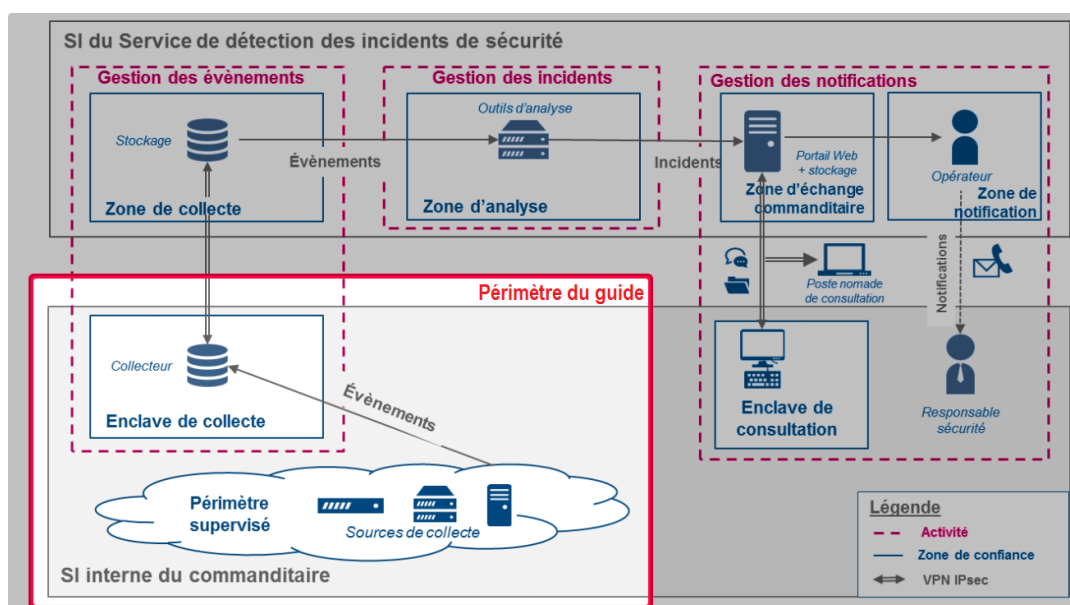 SI du Service de détection des incidents de sécurité
Gestion des évènements
Gestion des incidents
Gestion des notifications
Stockage
Zone de collecte
Évènements
Outils d'analyse
Zone d'analyse
Incidents
Portail Web
+ stockage
Zone d'échange
commanditaire
Opérateur
Zone de
notification
Poste nomade
de consultation
Notifications
Périmètre du guide
Collecteur
Enclave de collecte
Évènements
Enclave de
consultation
Responsable
sécurité
Périmètre
supervisé
Sources de collecte
SI interne du commanditaire
Légende
Activité
Zone de confiance
VPN IPsec